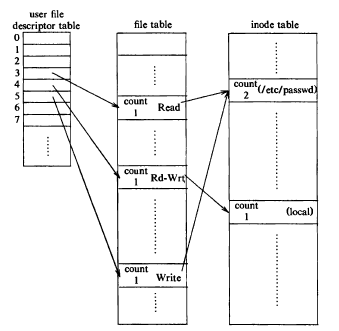 user file
descriptor table
file table
inode table
0
1
2
3
4
5
6
7
count
1 Read
count
2 (/etc/passwd)
count
1 Rd-Wrt
count
1 (local)
count
1 Write